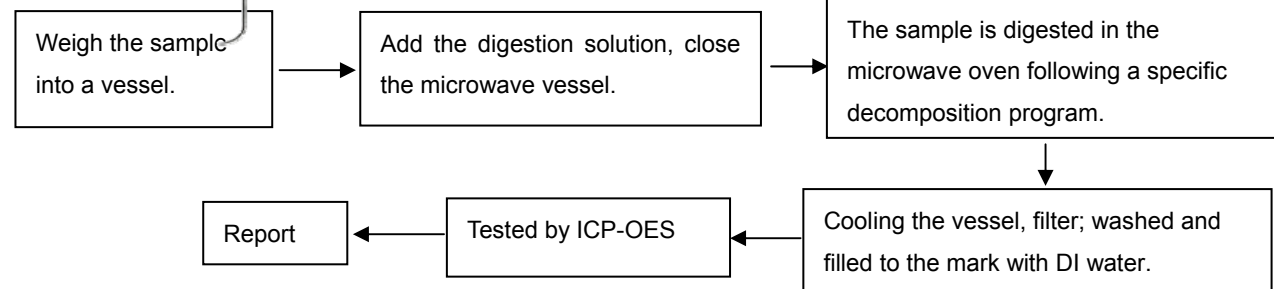 Weigh the sample
into a vessel.
Add the digestion solution, close
the microwave vessel.
The sample is digested in the
microwave oven following a specific
decomposition program.
Cooling the vessel, filter; washed and
filled to the mark with DI water.
Tested by ICP-OES
Report